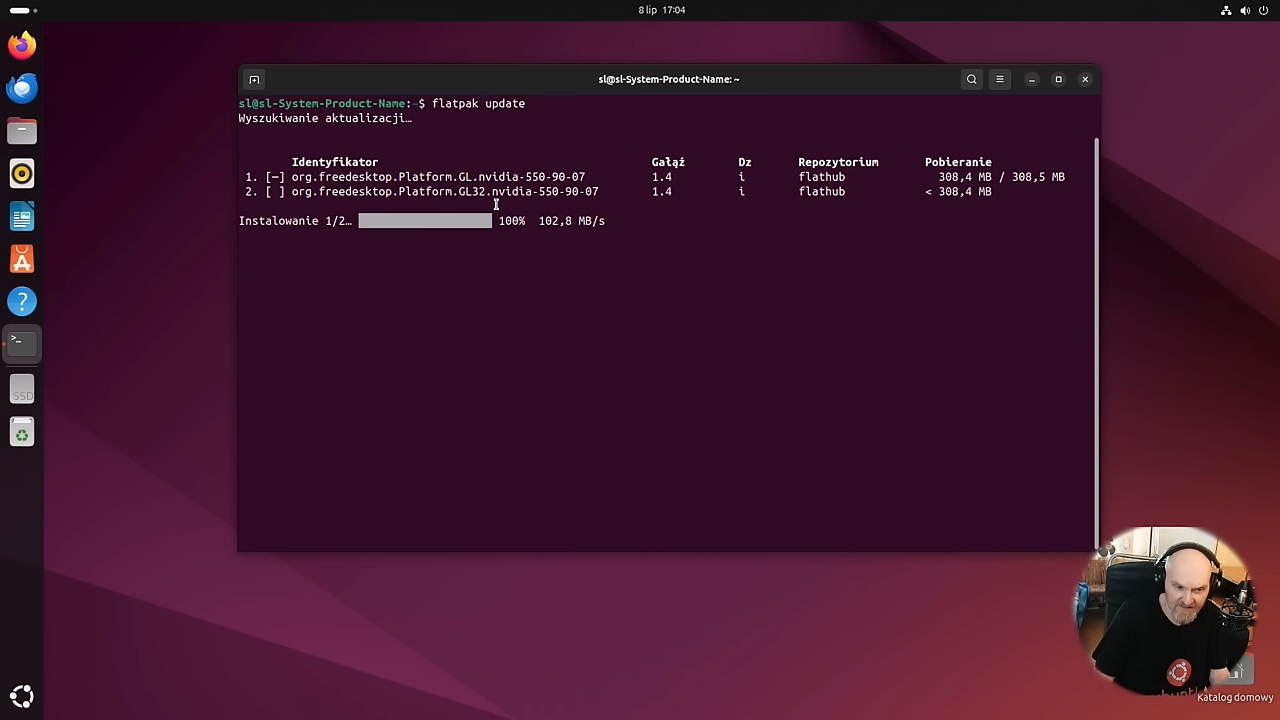 8 lip 17:04
sl@sl-System-Product-Name: ~
sl@sl-System-Product-Name:~$ flatpak update
Wyszukiwanie aktualizacji…
Identyfikator Gałąź Dz Repozytorium Pobieranie
1. [—] org.freedesktop.Platform.GL.nvidia-550-90-07 1.4 i flathub 308,4 MB / 308,5 MB
2. [ ] org.freedesktop.Platform.GL32.nvidia-550-90-07 1.4 i flathub < 308,4 MB
Instalowanie 1/2… 100% 102,8 MB/s
SSD
Katalog domowy